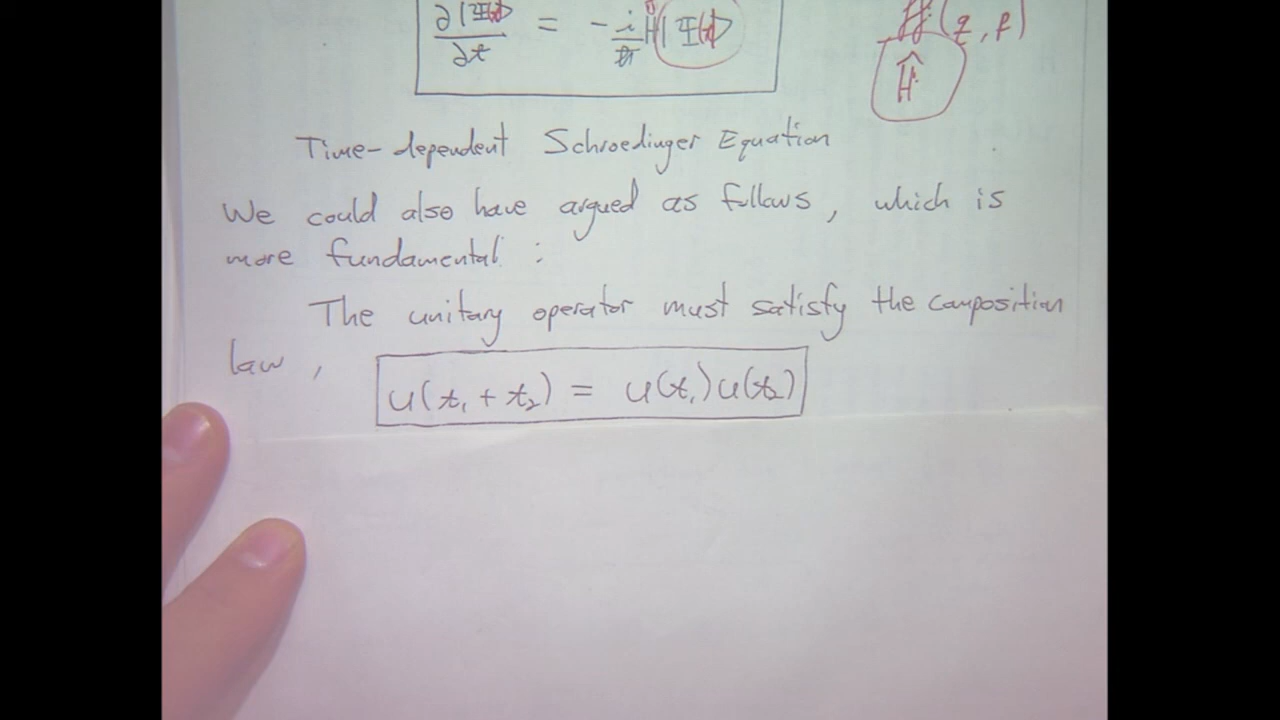 ∂|Ψ(t)⟩/∂t = -i/ħ Ĥ|Ψ(t)⟩
(q, p)
Ĥ
Time-dependent Schroedinger Equation
We could also have argued as follows, which is
more fundamental :
The unitary operator must satisfy the composition
law , U(t₁ + t₂) = U(t₁)U(t₂)